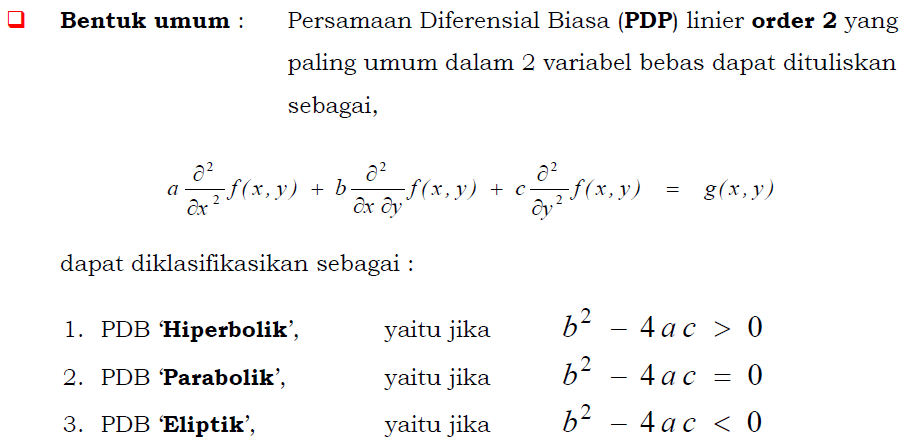 Bentuk umum : Persamaan Diferensial Biasa (PDP) linier order 2 yang
paling umum dalam 2 variabel bebas dapat dituliskan
sebagai,
a ∂²/∂x² f(x, y) + b ∂²/∂x ∂y f(x, y) + c ∂²/∂y² f(x, y) = g(x, y)
dapat diklasifikasikan sebagai :
1. PDB ‘Hiperbolik’, yaitu jika b² – 4ac > 0
2. PDB ‘Parabolik’, yaitu jika b² – 4ac = 0
3. PDB ‘Eliptik’, yaitu jika b² – 4ac < 0